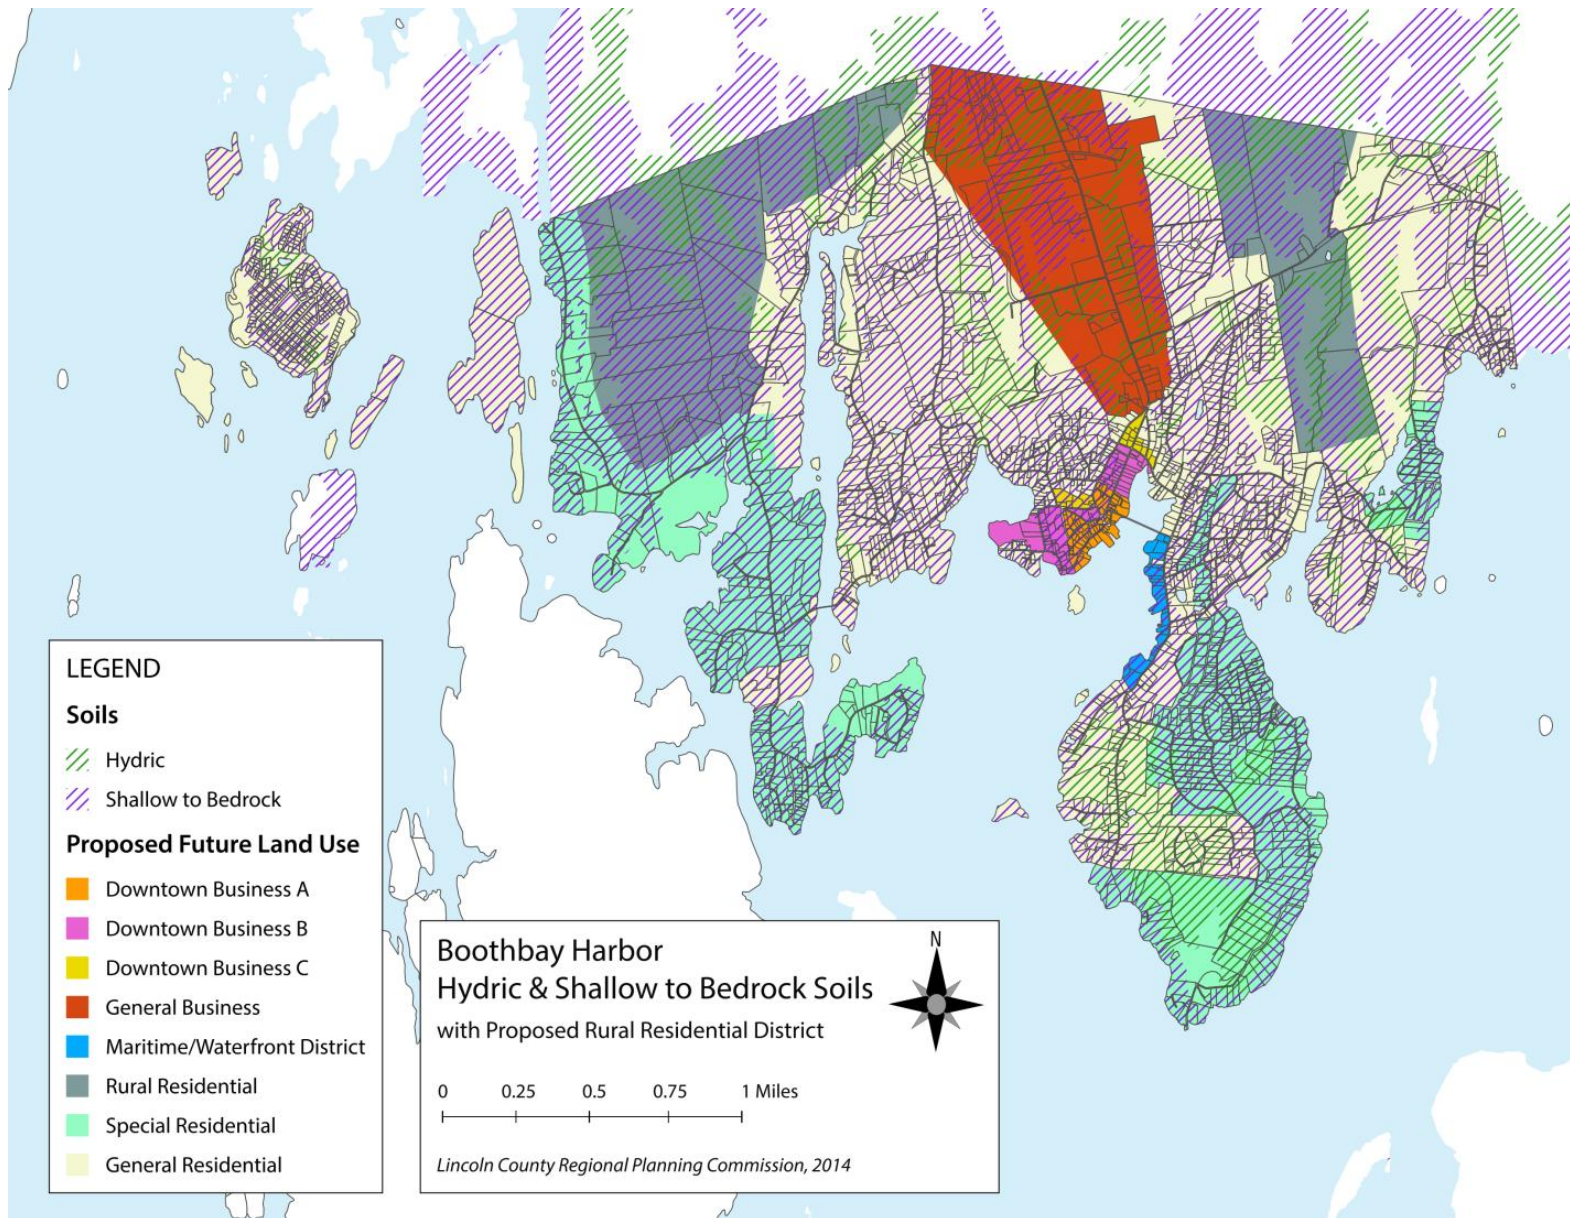 LEGEND
Soils
Hydric
Shallow to Bedrock
Proposed Future Land Use
Downtown Business A
Downtown Business B
Downtown Business C
General Business
Maritime/Waterfront District
Rural Residential
Special Residential
General Residential
Boothbay Harbor
Hydric & Shallow to Bedrock Soils
with Proposed Rural Residential District
N
0 0.25 0.5 0.75 1 Miles
Lincoln County Regional Planning Commission, 2014